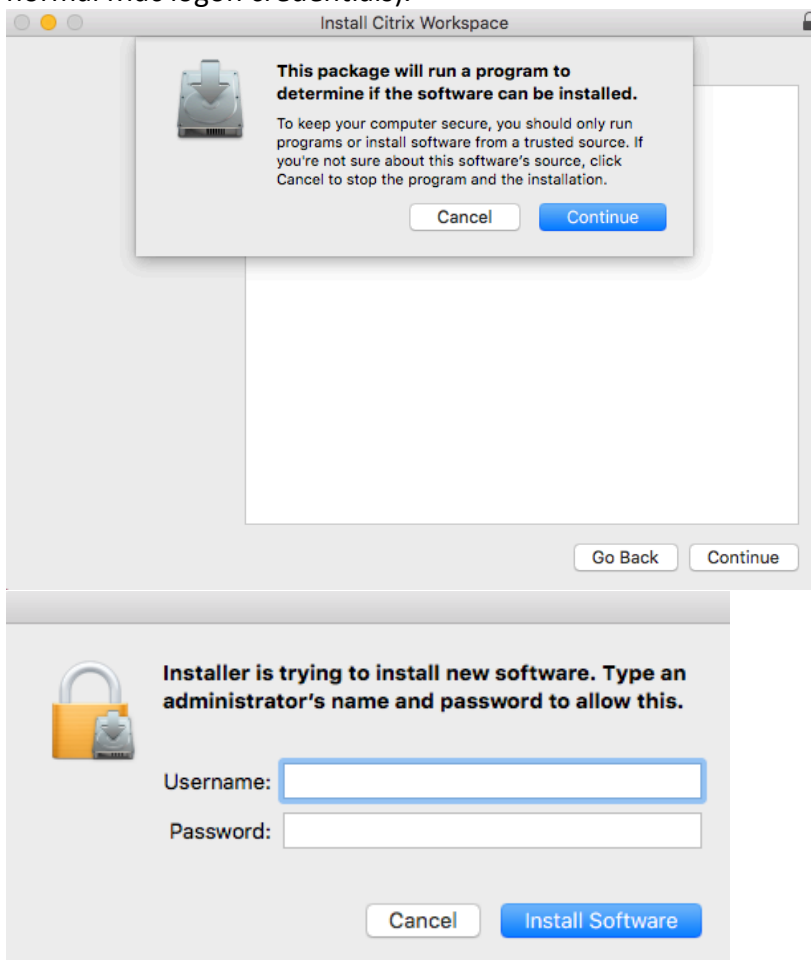 normal Mac logon credentials).
Install Citrix Workspace
This package will run a program to
determine if the software can be installed.
To keep your computer secure, you should only run
programs or install software from a trusted source. If
you're not sure about this software's source, click
Cancel to stop the program and the installation.
Cancel Continue
Go Back Continue
Installer is trying to install new software. Type an
administrator's name and password to allow this.
Username:
Password:
Cancel Install Software